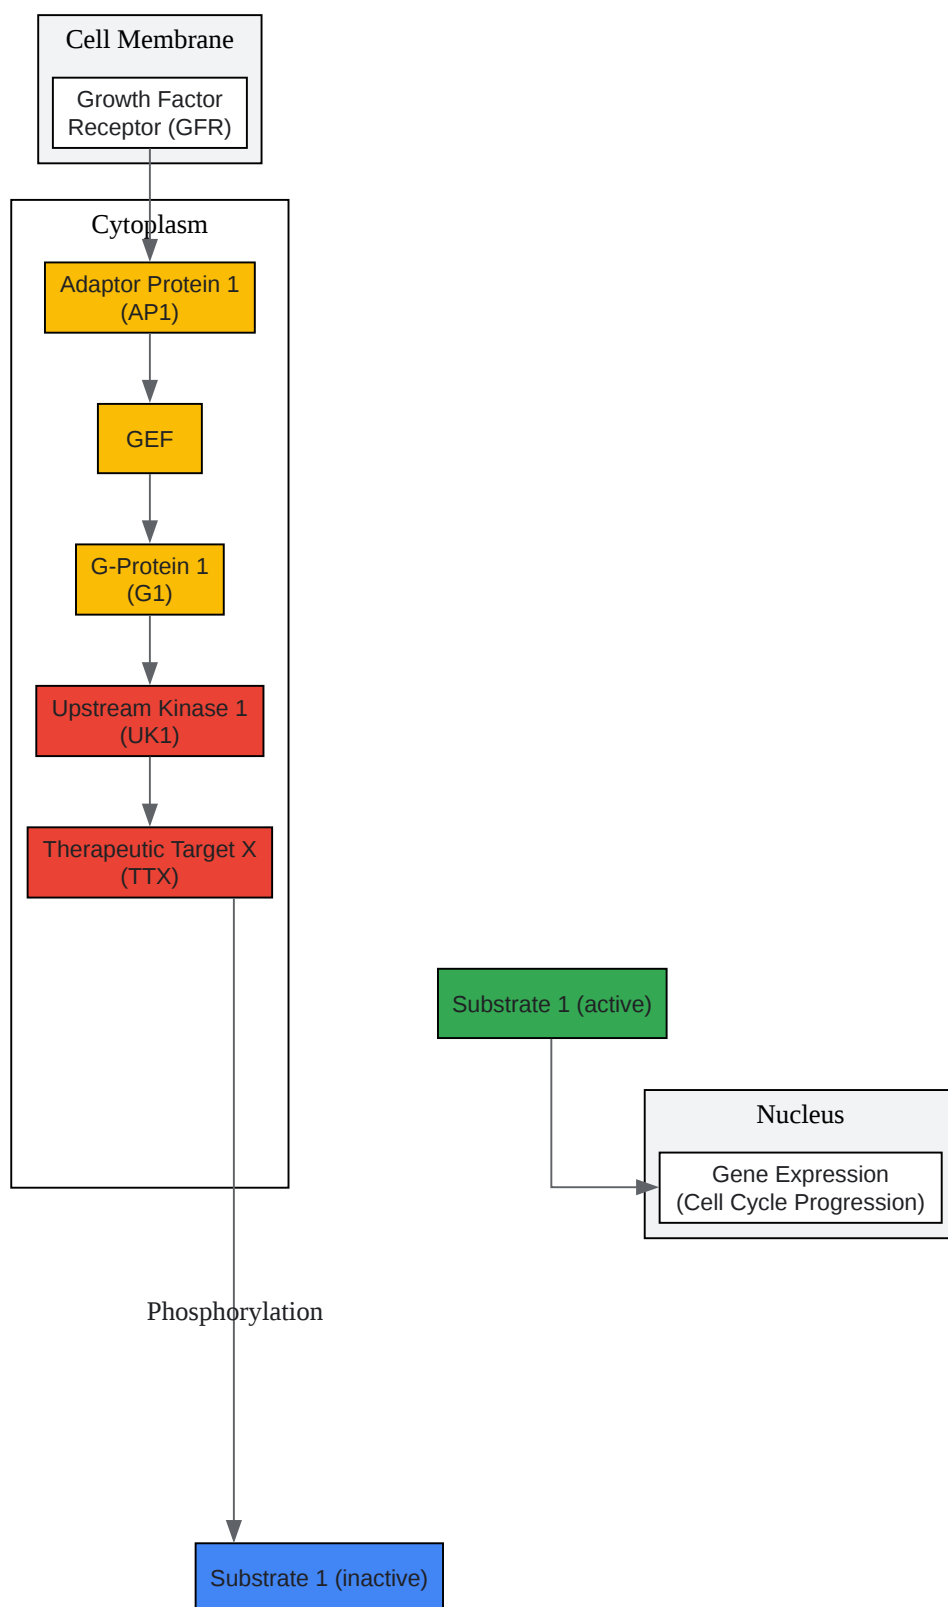 Cell Membrane
Growth Factor
Receptor (GFR)
Cytoplasm
Adaptor Protein 1
(AP1)
GEF
G-Protein 1
(G1)
Upstream Kinase 1
(UK1)
Therapeutic Target X
(TTX)
Substrate 1 (active)
Nucleus
Gene Expression
(Cell Cycle Progression)
Phosphorylation
Substrate 1 (inactive)